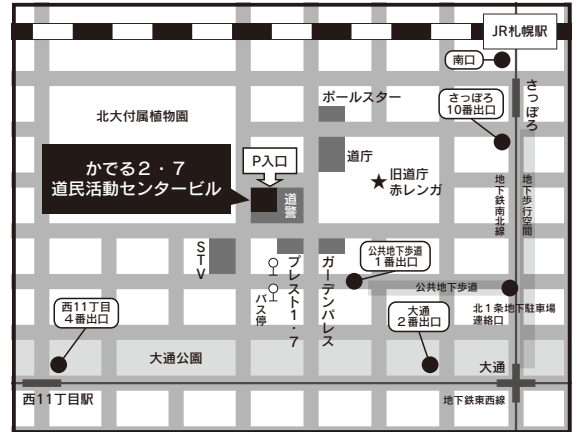 JR札幌駅
南口
さっぽろ
ポールスター
さっぽろ
10番出口
北大付属植物園
かでる2・7
道民活動センタービル
P入口
道庁
旧道庁
赤レンガ
道警
地下鉄南北線
地下歩行空間
STV
プレスト1・7
ガーデンパレス
公共地下歩道
1番出口
バス停
公共地下歩道
西11丁目
4番出口
大通
2番出口
北1条地下駐車場
連絡口
大通公園
大通
西11丁目駅
地下鉄東西線